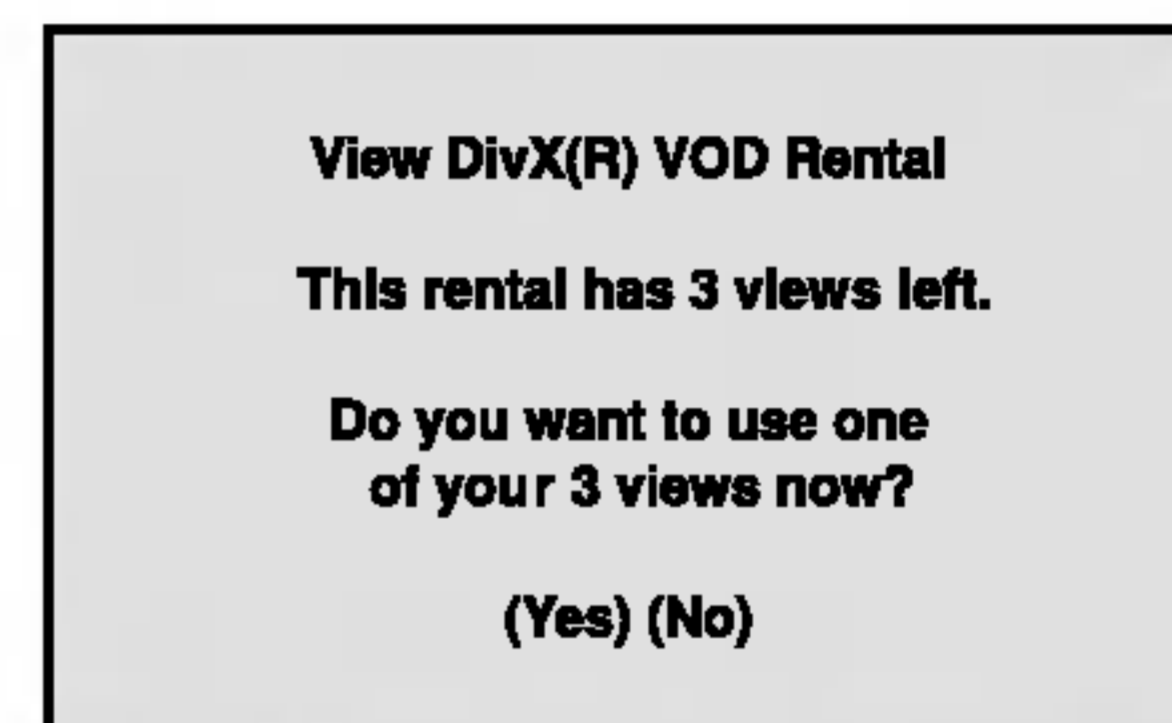 View DivX(R) VOD Rental
This rental has 3 views left.
Do you want to use one
of your 3 views now?
(Yes) (No)